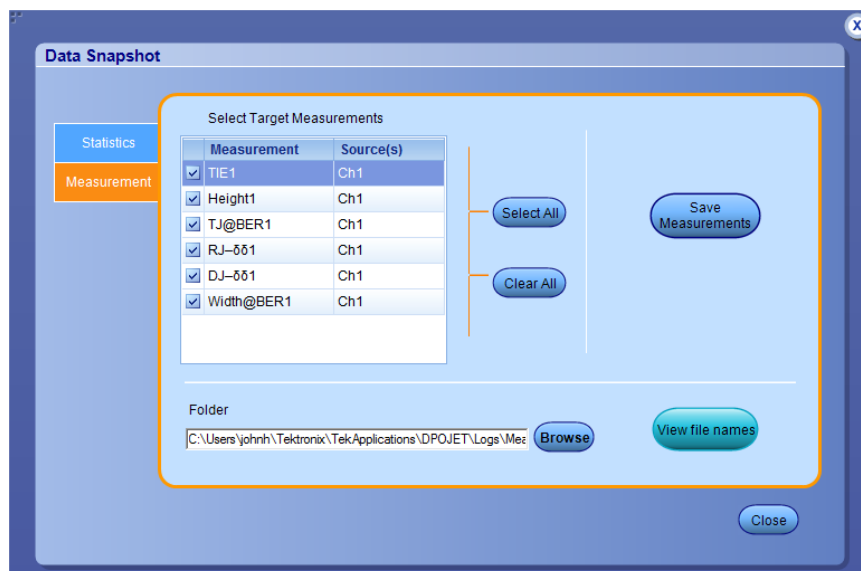 X
Data Snapshot
Select Target Measurements
Statistics
Measurement
Measurement Source(s)
TIE1 Ch1
Height1 Ch1
TJ@BER1 Ch1
RJ–δδ1 Ch1
DJ–δδ1 Ch1
Width@BER1 Ch1
Select All
Clear All
Save
Measurements
Folder
C:\Users\johnh\Tektronix\TekApplications\DPOJET\Logs\Mea
Browse
View file names
Close